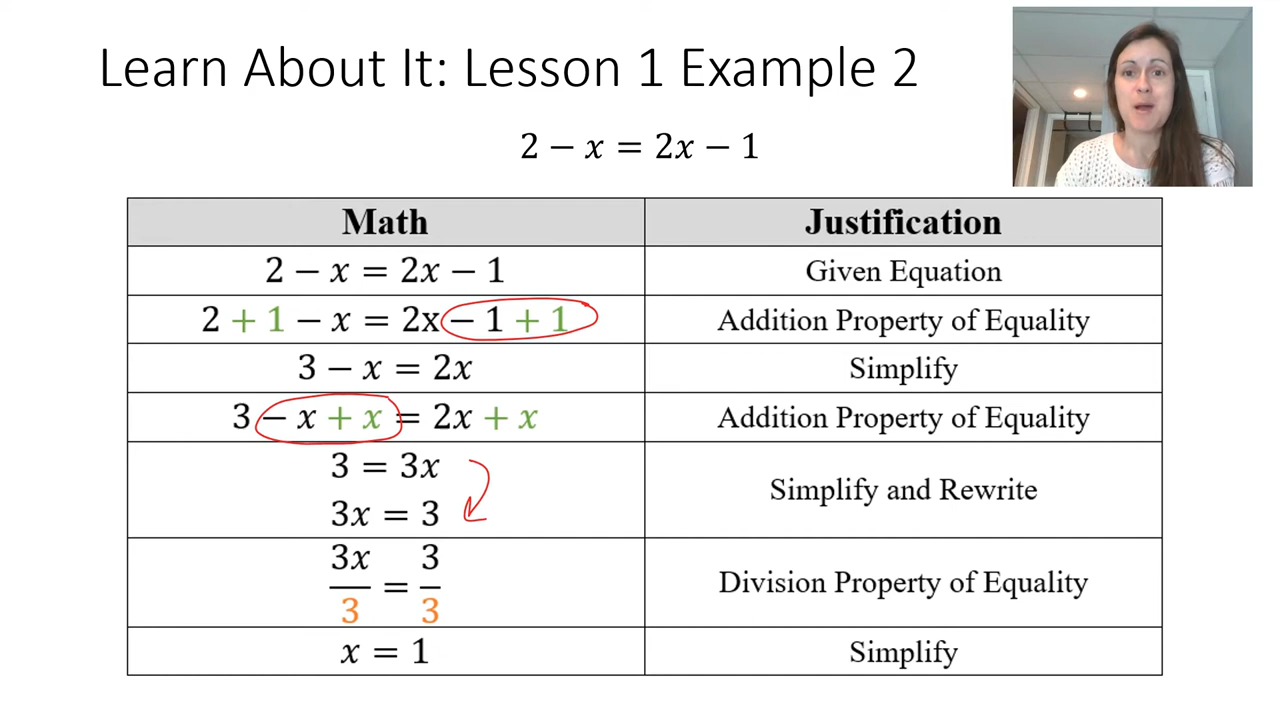 Learn About It: Lesson 1 Example 2
2 − x = 2x − 1
Math Justification
2 − x = 2x − 1 Given Equation
2 + 1 − x = 2x − 1 + 1 Addition Property of Equality
3 − x = 2x Simplify
3 − x + x = 2x + x Addition Property of Equality
3 = 3x
3x = 3 Simplify and Rewrite
3x/3 = 3/3 Division Property of Equality
x = 1 Simplify